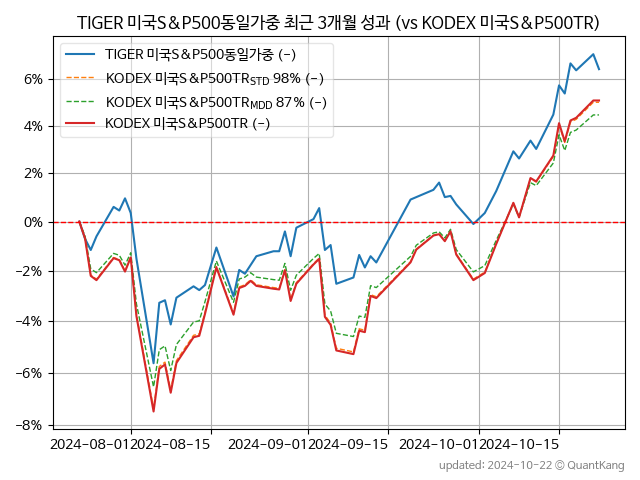 TIGER 미국S&P500동일가중 최근 3개월 성과 (vs KODEX 미국S&P500TR)
TIGER 미국S&P500동일가중 (-)
KODEX 미국S&P500TR_STD 98% (-)
KODEX 미국S&P500TR_MDD 87% (-)
KODEX 미국S&P500TR (-)
6%
4%
2%
0%
-2%
-4%
-6%
-8%
2024-08-01 2024-08-15 2024-09-01 2024-09-15 2024-10-01 2024-10-15
updated: 2024-10-22 © QuantKang